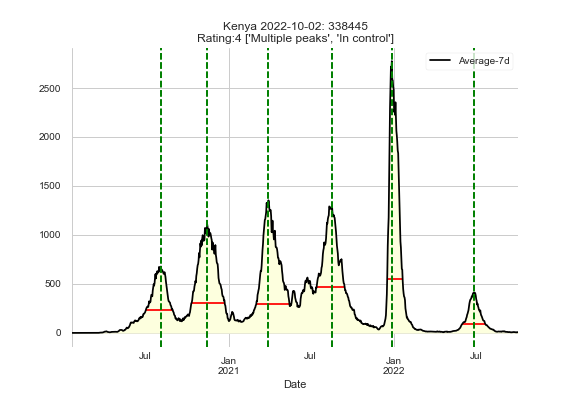 Kenya 2022-10-02: 338445
Rating:4 ['Multiple peaks', 'In control']
Average-7d
2500
2000
1500
1000
500
0
Jul
Jan
2021
Jul
Jan
2022
Jul
Date